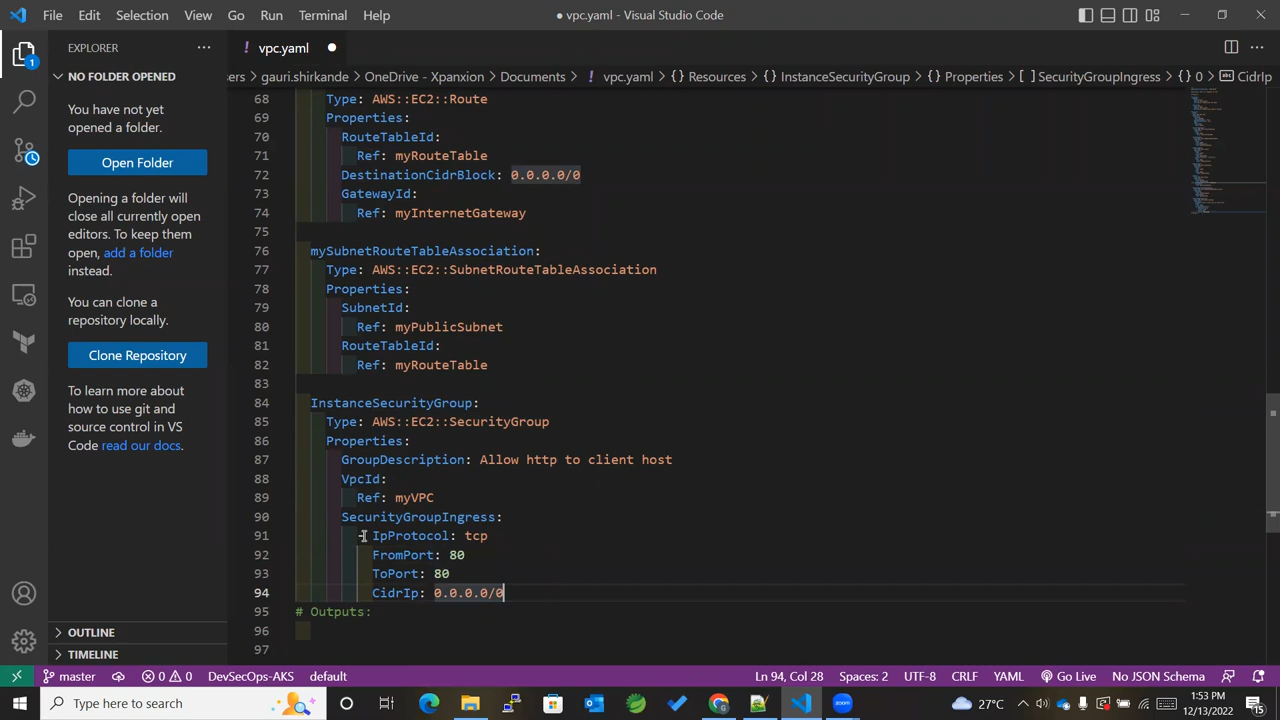 File Edit Selection View Go Run Terminal Help
● vpc.yaml - Visual Studio Code
1
EXPLORER ...
NO FOLDER OPENED
You have not yet
opened a folder.
Open Folder
Opening a folder will
close all currently open
editors. To keep them
open, add a folder
instead.
You can clone a
repository locally.
Clone Repository
To learn more about
how to use git and
source control in VS
Code read our docs.
OUTLINE
TIMELINE
! vpc.yaml ●
ers > gauri.shirkande > OneDrive - Xpanxion > Documents > ! vpc.yaml > {} Resources > {} InstanceSecurityGroup > {} Properties > [ ] SecurityGroupIngress > {} 0 > abc CidrIp
68 Type: AWS::EC2::Route
69 Properties:
70 RouteTableId:
71 Ref: myRouteTable
72 DestinationCidrBlock: 0.0.0.0/0
73 GatewayId:
74 Ref: myInternetGateway
75
76 mySubnetRouteTableAssociation:
77 Type: AWS::EC2::SubnetRouteTableAssociation
78 Properties:
79 SubnetId:
80 Ref: myPublicSubnet
81 RouteTableId:
82 Ref: myRouteTable
83
84 InstanceSecurityGroup:
85 Type: AWS::EC2::SecurityGroup
86 Properties:
87 GroupDescription: Allow http to client host
88 VpcId:
89 Ref: myVPC
90 SecurityGroupIngress:
91 - IpProtocol: tcp
92 FromPort: 80
93 ToPort: 80
94 CidrIp: 0.0.0.0/0
95 # Outputs:
96
97
master 0 0 DevSecOps-AKS default Ln 94, Col 28 Spaces: 2 UTF-8 CRLF YAML Go Live No JSON Schema
Type here to search 27°C 1:53 PM
12/13/2022 15
zoom